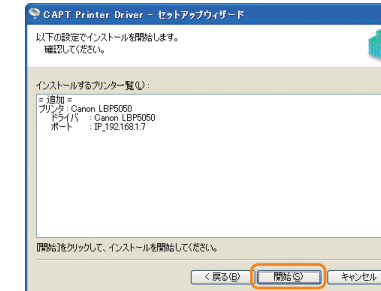 CAPT Printer Driver - セットアップウィザード
以下の設定でインストールを開始します。
確認してください。
インストールするプリンター覧(L):
= 追加 =
プリンタ : Canon LBP5050
ドライバ : Canon LBP5050
ポート : IP_192.168.1.7
[開始]をクリックして、インストールを開始してください。
< 戻る(B)
開始(S)
キャンセル